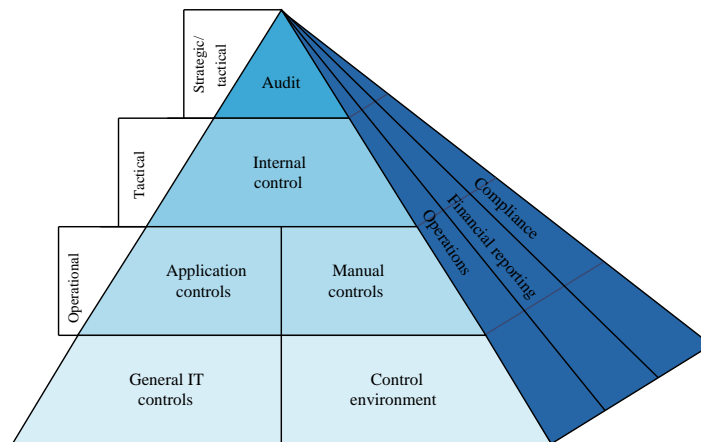 Strategic/
tactical
Audit
Tactical
Internal
control
Operational
Application
controls
Manual
controls
General IT
controls
Control
environment
Operations
Financial reporting
Compliance